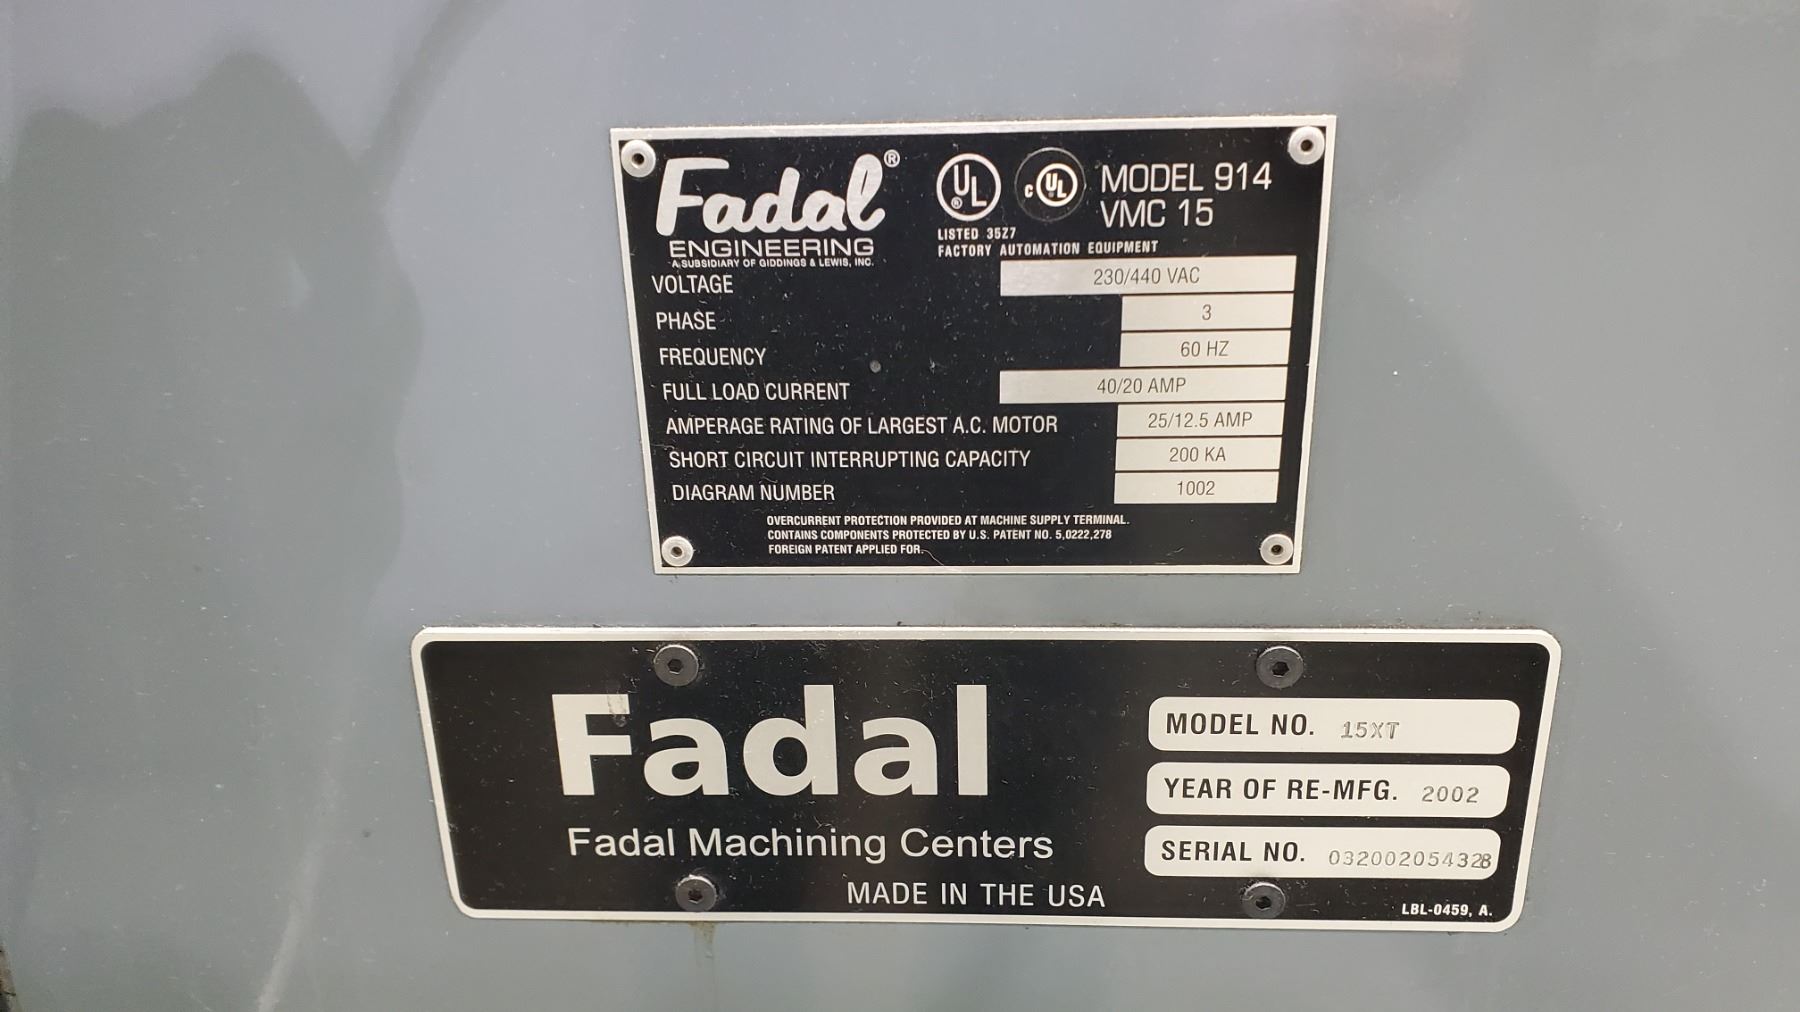 Fadal®
ENGINEERING
A SUBSIDIARY OF GIDDINGS & LEWIS, INC.
UL ® c UL MODEL 914
VMC 15
LISTED 35Z7
FACTORY AUTOMATION EQUIPMENT
VOLTAGE 230/440 VAC
PHASE 3
FREQUENCY 60 HZ
FULL LOAD CURRENT 40/20 AMP
AMPERAGE RATING OF LARGEST A.C. MOTOR 25/12.5 AMP
SHORT CIRCUIT INTERRUPTING CAPACITY 200 KA
DIAGRAM NUMBER 1002
OVERCURRENT PROTECTION PROVIDED AT MACHINE SUPPLY TERMINAL.
CONTAINS COMPONENTS PROTECTED BY U.S. PATENT NO. 5,0222,278
FOREIGN PATENT APPLIED FOR.
Fadal
Fadal Machining Centers
MADE IN THE USA
MODEL NO. 15XT
YEAR OF RE-MFG. 2002
SERIAL NO. 032002054328
LBL-0459, A.